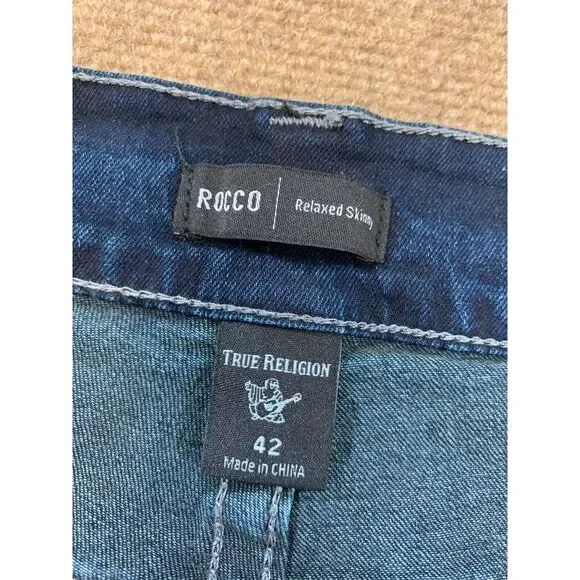 ROCCO | Relaxed Skinny
TRUE RELIGION
42
Made in CHINA